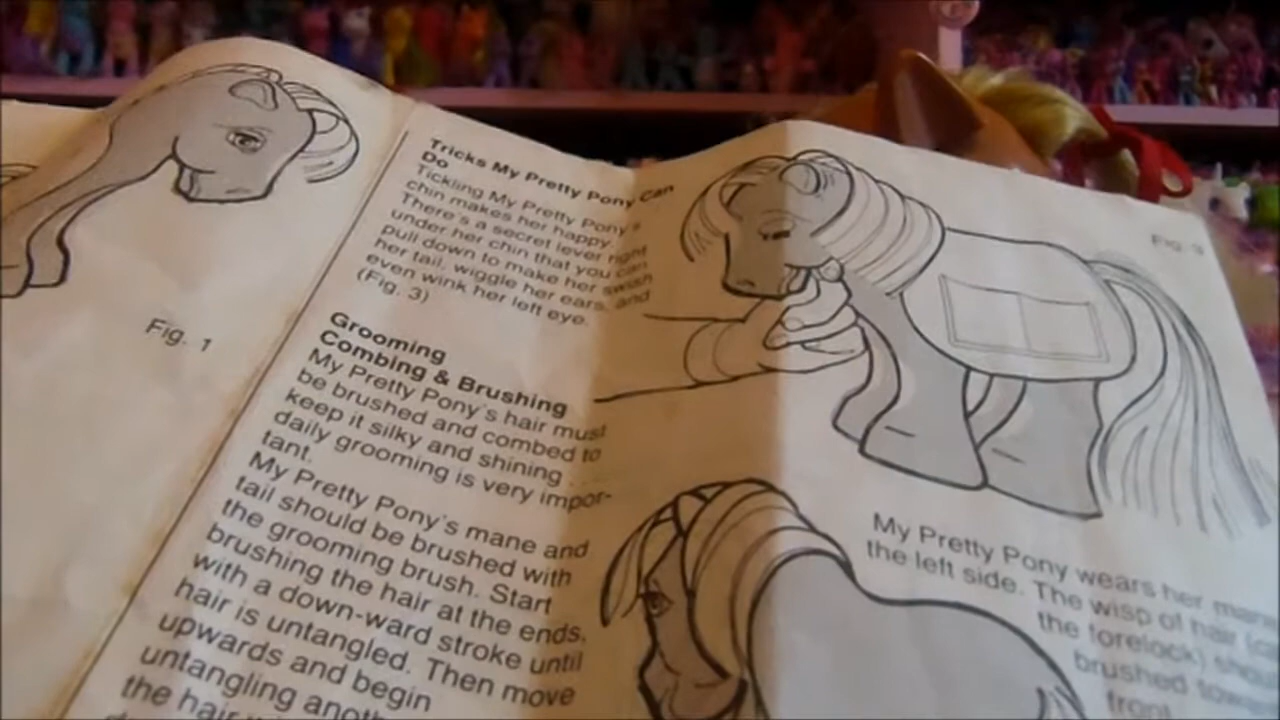 Fig. 1
Tricks My Pretty Pony Can
Do
Tickling My Pretty Pony's
chin makes her happy.
There's a secret lever right
under her chin that you can
pull down to make her swish
her tail, wiggle her ears, and
even wink her left eye.
(Fig. 3)
Grooming
Combing & Brushing
My Pretty Pony's hair must
be brushed and combed to
keep it silky and shining
daily grooming is very impor-
tant.
My Pretty Pony's mane and
tail should be brushed with
the grooming brush. Start
brushing the hair at the ends,
with a down-ward stroke until
hair is untangled. Then move
upwards and begin
untangling anoth
the hair
Fig. 3
My Pretty Pony wears her mane
the left side. The wisp of hair (ca
the forelock) shou
brushed towar
front.